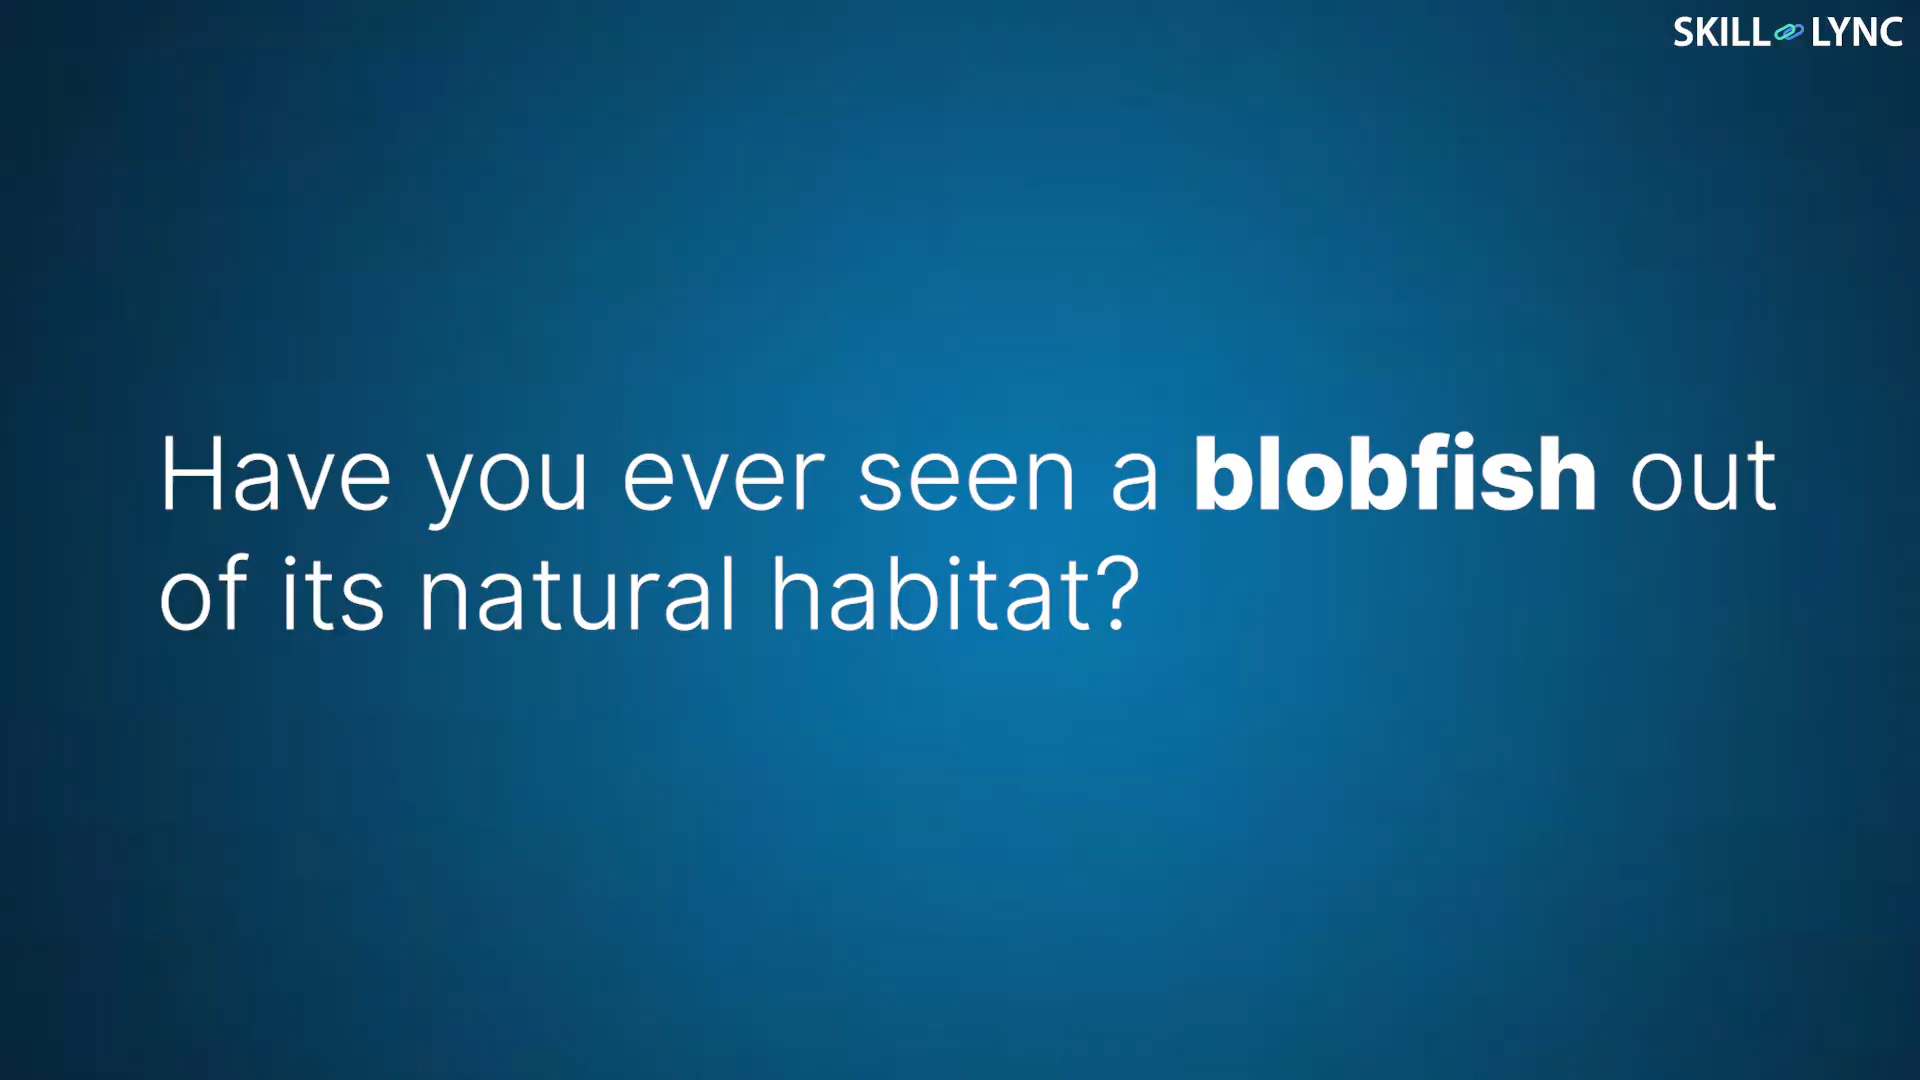 SKILL LYNC
Have you ever seen a blobfish out
of its natural habitat?